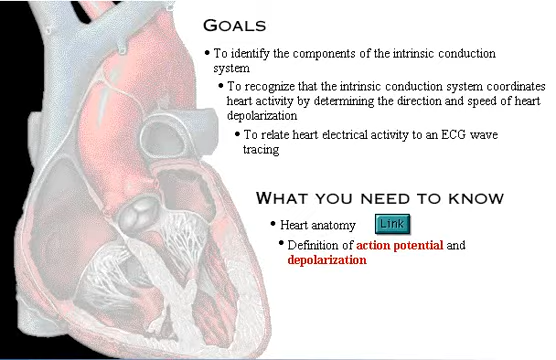 GOALS
• To identify the components of the intrinsic conduction
system
• To recognize that the intrinsic conduction system coordinates
heart activity by determining the direction and speed of heart
depolarization
• To relate heart electrical activity to an ECG wave
tracing
WHAT YOU NEED TO KNOW
• Heart anatomy Link
• Definition of action potential and
depolarization